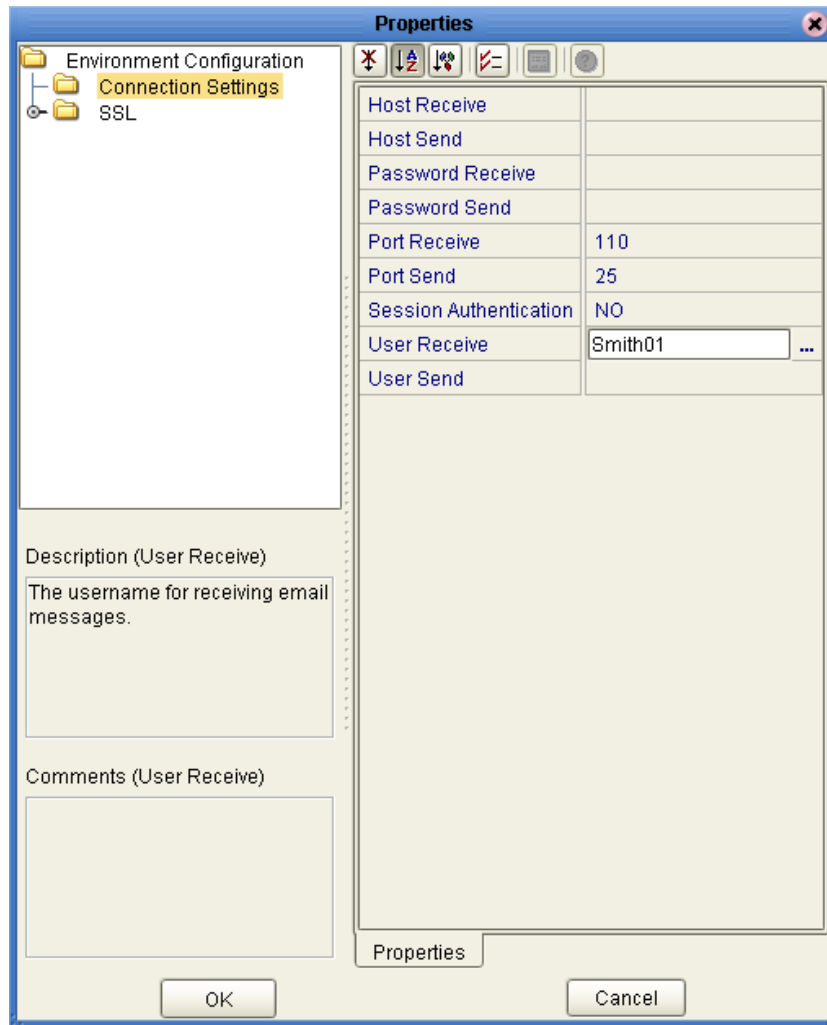 Properties
Environment Configuration
Connection Settings
SSL
Host Receive
Host Send
Password Receive
Password Send
Port Receive 110
Port Send 25
Session Authentication NO
User Receive Smith01 ...
User Send
Description (User Receive)
The username for receiving email
messages.
Comments (User Receive)
Properties
OK
Cancel